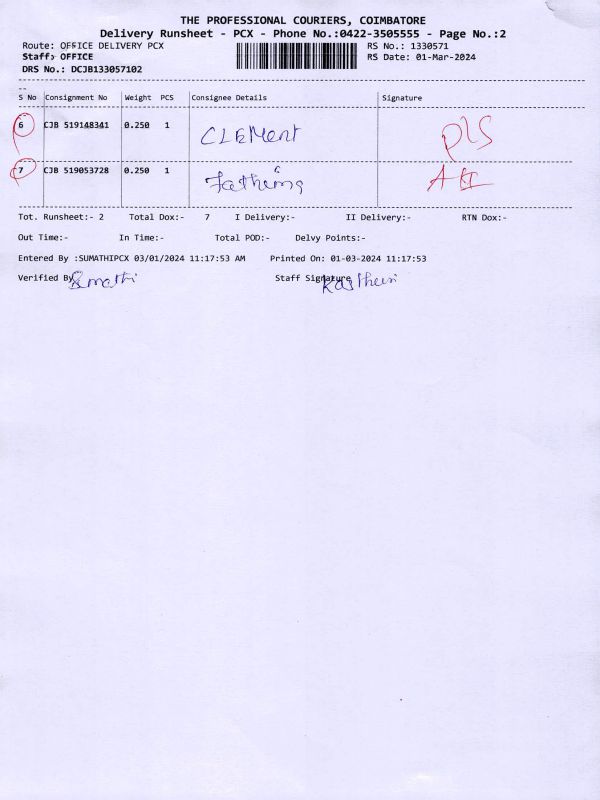 THE PROFESSIONAL COURIERS, COIMBATORE
Delivery Runsheet - PCX - Phone No.:0422-3505555 - Page No.:2
Route: OFFICE DELIVERY PCX RS No.: 1330571
Staff: OFFICE RS Date: 01-Mar-2024
DRS No.: DCJB133057102
S No Consignment No Weight PCS Consignee Details Signature
6 CJB 519148341 0.250 1 CLEMENT
7 CJB 519053728 0.250 1 Fathima
Tot. Runsheet:- 2 Total Dox:- 7 I Delivery:- II Delivery:- RTN Dox:-
Out Time:- In Time:- Total POD:- Delvy Points:-
Entered By :SUMATHIPCX 03/01/2024 11:17:53 AM Printed On: 01-03-2024 11:17:53
Verified By Staff Signature